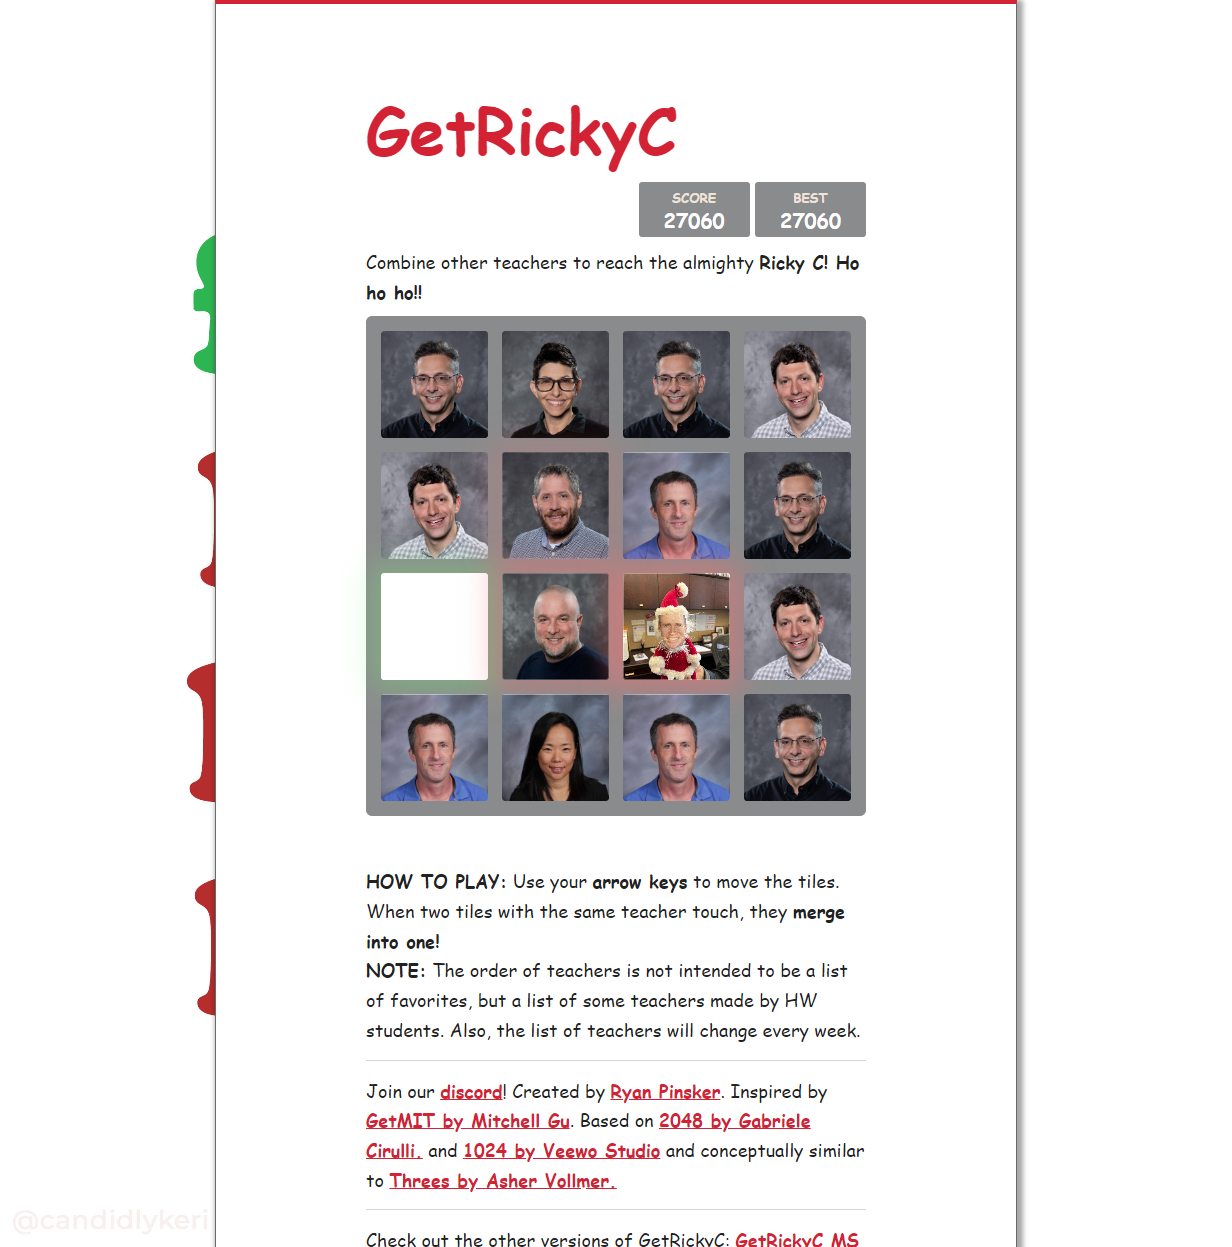 GetRickyC
SCORE
27060
BEST
27060
Combine other teachers to reach the almighty Ricky C! Ho
ho ho!!
HOW TO PLAY: Use your arrow keys to move the tiles.
When two tiles with the same teacher touch, they merge
into one!
NOTE: The order of teachers is not intended to be a list
of favorites, but a list of some teachers made by HW
students. Also, the list of teachers will change every week.
Join our discord! Created by Ryan Pinsker. Inspired by
GetMIT by Mitchell Gu. Based on 2048 by Gabriele
Cirulli. and 1024 by Veewo Studio and conceptually similar
to Threes by Asher Vollmer.
@candidlykeri
Check out the other versions of GetRickyC: GetRickyC MS